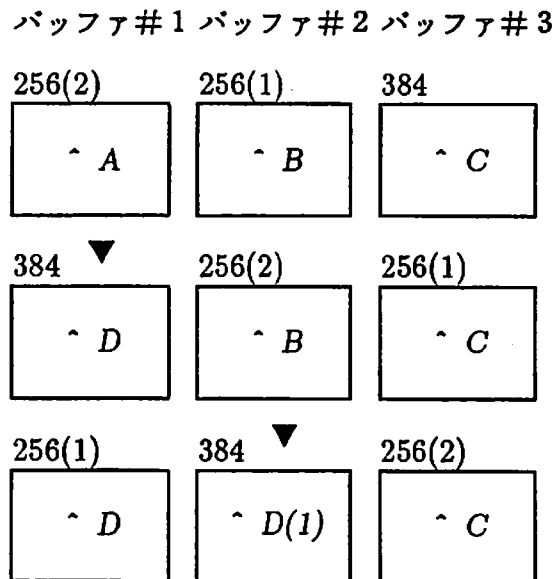 バッファ＃1 バッファ＃2 バッファ＃3
256(2) 256(1) 384
^ A ^ B ^ C
▼
384 256(2) 256(1)
^ D ^ B ^ C
▼
256(1) 384 256(2)
^ D ^ D(1) ^ C